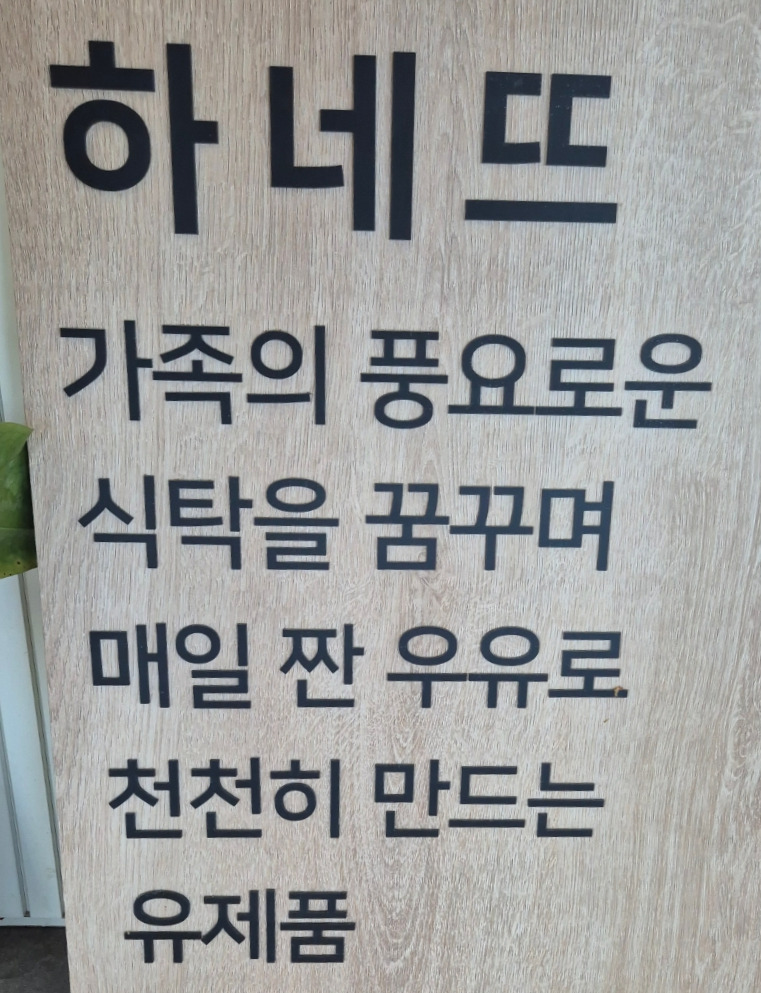 하네뜨
가족의 풍요로운
식탁을 꿈꾸며
매일 짠 우유로
천천히 만드는
유제품